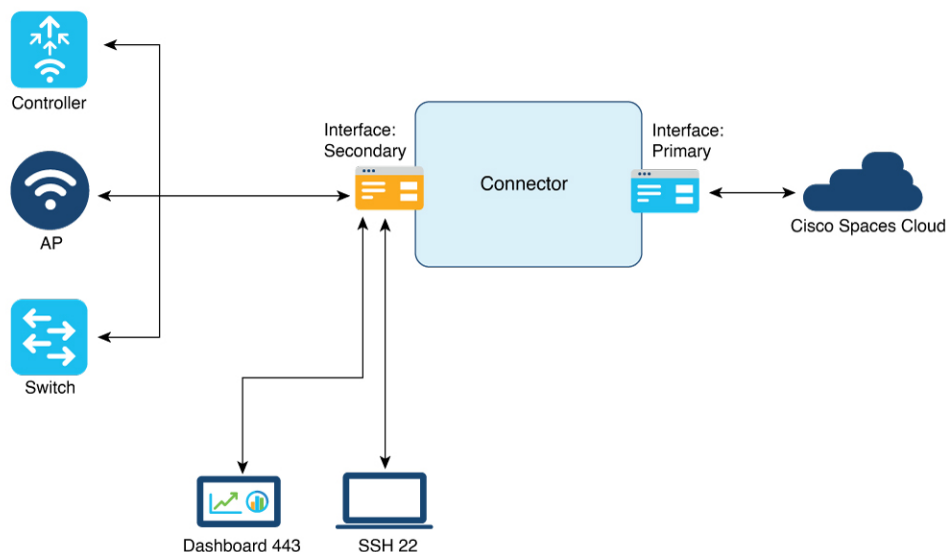 Controller
Interface:
Secondary
Connector
Interface:
Primary
AP
Cisco Spaces Cloud
Switch
Dashboard 443
SSH 22